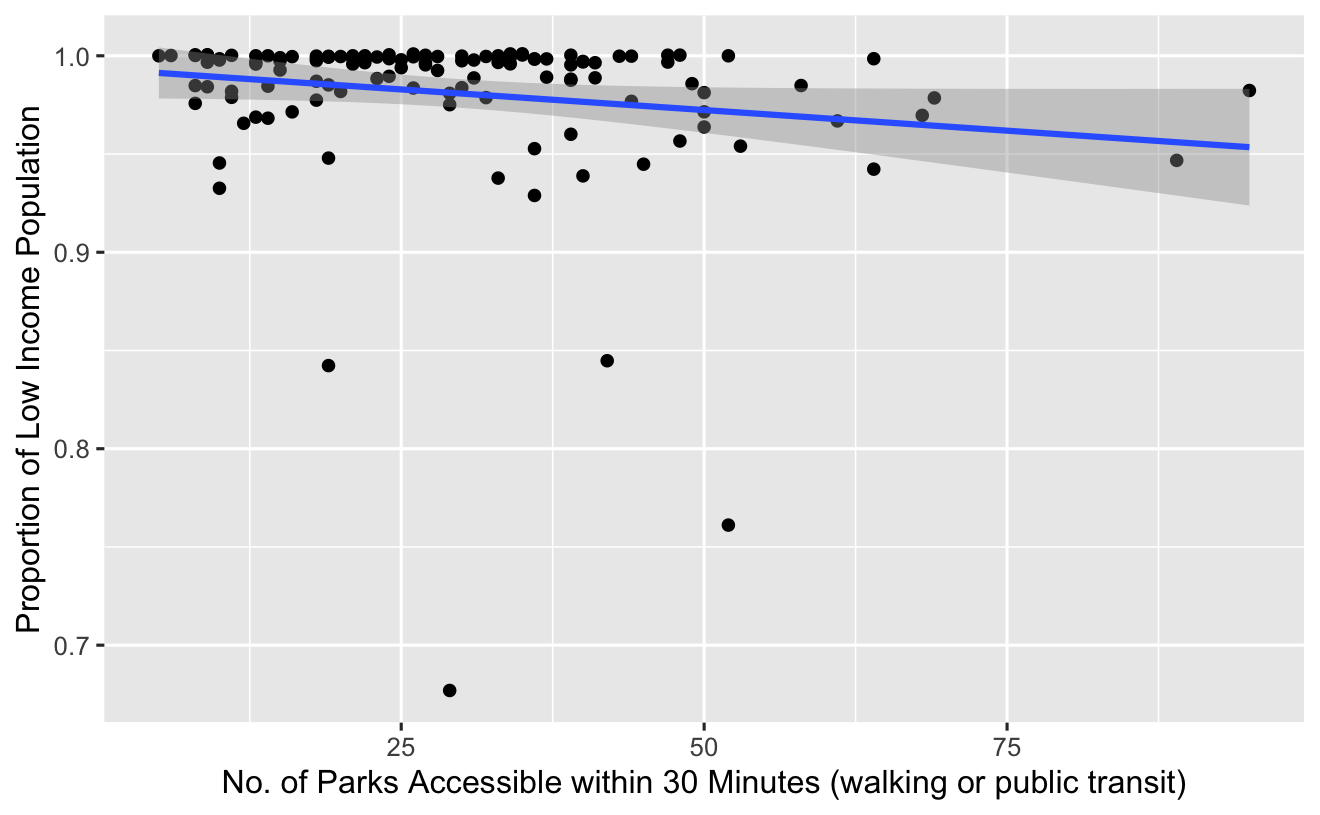 Proportion of Low Income Population
1.0
0.9
0.8
0.7
25 50 75
No. of Parks Accessible within 30 Minutes (walking or public transit)